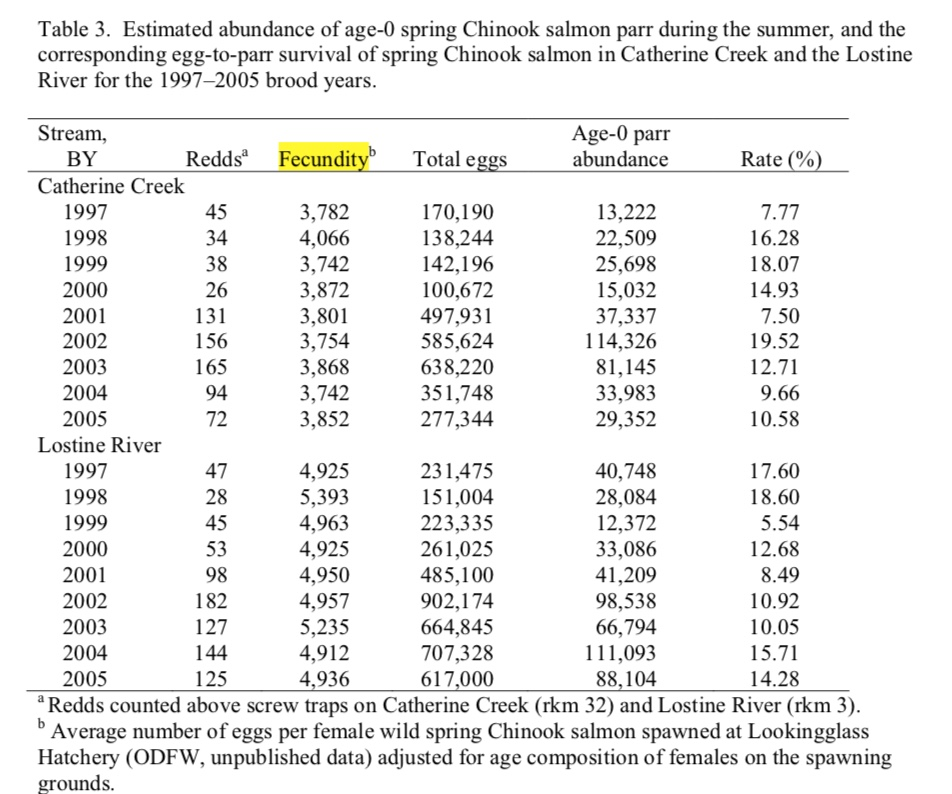 Table 3.  Estimated abundance of age-0 spring Chinook salmon parr during the summer, and the
corresponding egg-to-parr survival of spring Chinook salmon in Catherine Creek and the Lostine
River for the 1997–2005 brood years.
Stream, Age-0 parr
BY Redds^a Fecundity^b Total eggs abundance Rate (%)
Catherine Creek
1997 45 3,782 170,190 13,222 7.77
1998 34 4,066 138,244 22,509 16.28
1999 38 3,742 142,196 25,698 18.07
2000 26 3,872 100,672 15,032 14.93
2001 131 3,801 497,931 37,337 7.50
2002 156 3,754 585,624 114,326 19.52
2003 165 3,868 638,220 81,145 12.71
2004 94 3,742 351,748 33,983 9.66
2005 72 3,852 277,344 29,352 10.58
Lostine River
1997 47 4,925 231,475 40,748 17.60
1998 28 5,393 151,004 28,084 18.60
1999 45 4,963 223,335 12,372 5.54
2000 53 4,925 261,025 33,086 12.68
2001 98 4,950 485,100 41,209 8.49
2002 182 4,957 902,174 98,538 10.92
2003 127 5,235 664,845 66,794 10.05
2004 144 4,912 707,328 111,093 15.71
2005 125 4,936 617,000 88,104 14.28
^a Redds counted above screw traps on Catherine Creek (rkm 32) and Lostine River (rkm 3).
^b Average number of eggs per female wild spring Chinook salmon spawned at Lookingglass
Hatchery (ODFW, unpublished data) adjusted for age composition of females on the spawning
grounds.